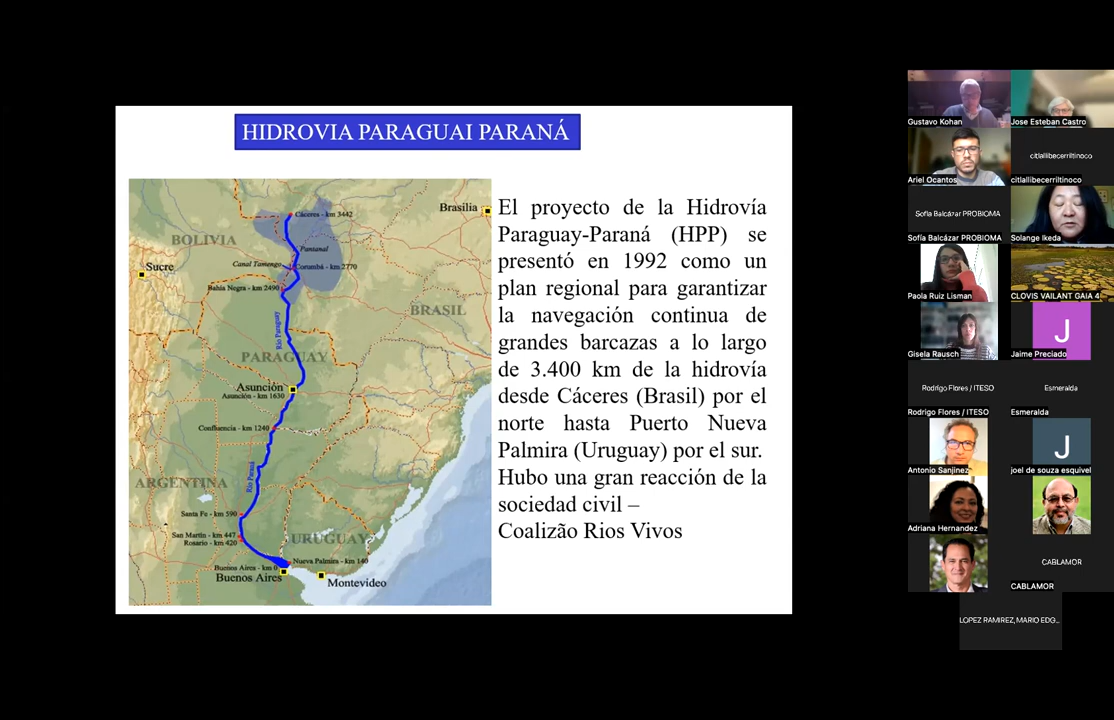 HIDROVIA PARAGUAI PARANÁ
Brasilia
Cáceres - km 3442
BOLIVIA
Pantanal
Sucre
Canal Tamengo
Corumbá - km 2770
Bahía Negra - km 2490
BRASIL
Río Paraguay
PARAGUAY
Asunción
Asunción - km 1630
Confluencia - km 1240
Río Paraná
ARGENTINA
Santa Fe - km 590
San Martín - km 447
Rosario - km 420
URUGUAY
Nueva Palmira - km 140
Buenos Aires - km 0
Buenos Aires
Montevideo
El proyecto de la Hidrovía
Paraguay-Paraná (HPP) se
presentó en 1992 como un
plan regional para garantizar
la navegación continua de
grandes barcazas a lo largo
de 3.400 km de la hidrovía
desde Cáceres (Brasil) por el
norte hasta Puerto Nueva
Palmira (Uruguay) por el sur.
Hubo una gran reacción de la
sociedad civil –
Coalizão Rios Vivos
Gustavo Kohan
Jose Esteban Castro
Ariel Ocantos
citlallibecerriltinoco
citlallibecerriltinoco
Sofía Balcázar PROBIOMA
Sofía Balcázar PROBIOMA
Solange Ikeda
Paola Ruiz Lisman
CLOVIS VAILANT GAIA 4
Gisela Rausch
J
Jaime Preciado
Rodrigo Flores / ITESO
Rodrigo Flores / ITESO
Esmeralda
Esmeralda
Antonio Sanjinez
J
joel de souza esquivel
Adriana Hernandez
CABLAMOR
CABLAMOR
LOPEZ RAMIREZ, MARIO EDG...